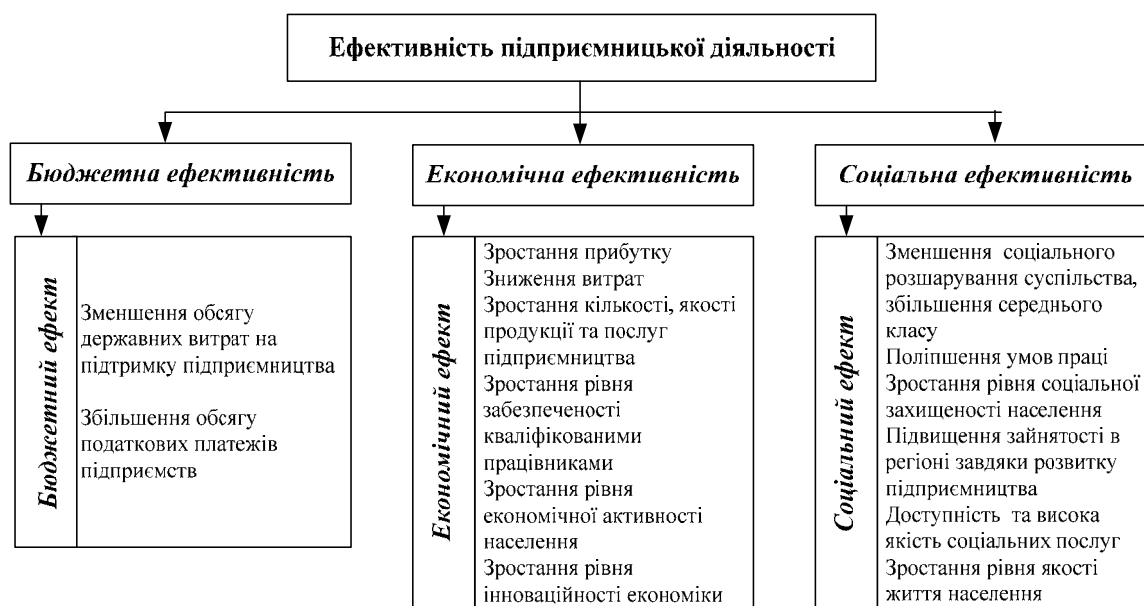 Ефективність підприємницької діяльності
Бюджетна ефективність
Економічна ефективність
Соціальна ефективність
Бюджетний ефект
Зменшення обсягу
державних витрат на
підтримку підприємництва
Збільшення обсягу
податкових платежів
підприємств
Економічний ефект
Зростання прибутку
Зниження витрат
Зростання кількості, якості
продукції та послуг
підприємництва
Зростання рівня
забезпеченості
кваліфікованими
працівниками
Зростання рівня
економічної активності
населення
Зростання рівня
інноваційності економіки
Соціальний ефект
Зменшення соціального
розшарування суспільства,
збільшення середнього
класу
Поліпшення умов праці
Зростання рівня соціальної
захищеності населення
Підвищення зайнятості в
регіоні завдяки розвитку
підприємництва
Доступність та висока
якість соціальних послуг
Зростання рівня якості
життя населення